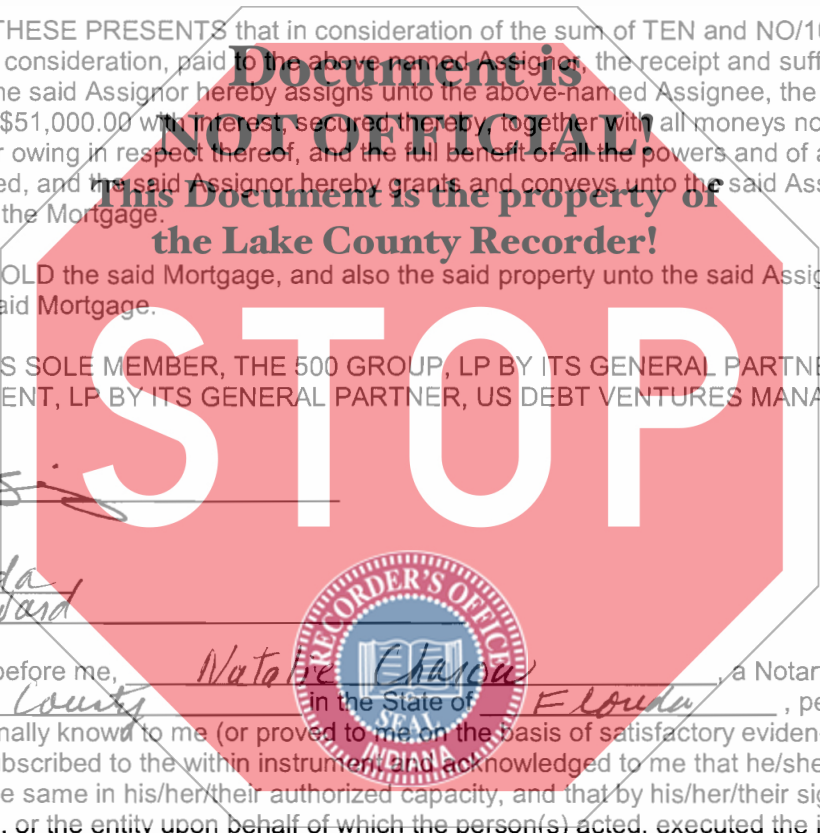 THESE PRESENTS that in consideration of the sum of TEN and NO/10
consideration, paid to the above-named Assignor, the receipt and suff
Document is
he said Assignor hereby assigns unto the above-named Assignee, the
$51,000.00 with interest, secured thereby, together with all moneys no
NOT OFFICIAL!
r owing in respect thereof, and the full benefit of all the powers and of a
ed, and the said Assignor hereby grants and conveys unto the said Ass
This Document is the property of
the Mortgage.
the Lake County Recorder!
OLD the said Mortgage, and also the said property unto the said Assig
aid Mortgage.
STOP
S SOLE MEMBER, THE 500 GROUP, LP BY ITS GENERAL PARTNE
ENT, LP BY ITS GENERAL PARTNER, US DEBT VENTURES MANA
da
ward
RECORDER'S OFFICE
SEAL
INDIANA
before me, Natalie Chason, a Notar
County in the State of Florida, pe
nally known to me (or proved to me on the basis of satisfactory eviden
bscribed to the within instrument and acknowledged to me that he/she
e same in his/her/their authorized capacity, and that by his/her/their sig
, or the entity upon behalf of which the person(s) acted, executed the i